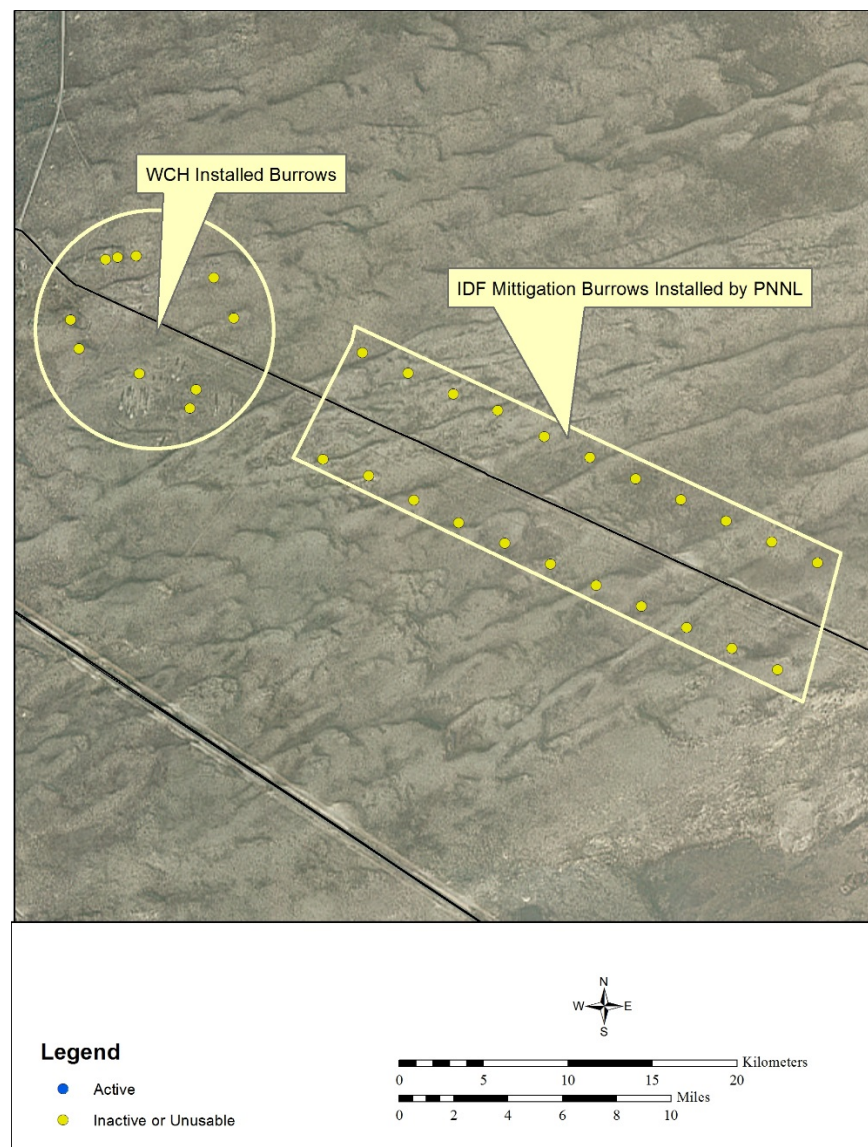 WCH Installed Burrows
IDF Mittigation Burrows Installed by PNNL
N
W E
S
Legend
Active
Inactive or Unusable
Kilometers
0 5 10 15 20
Miles
0 2 4 6 8 10